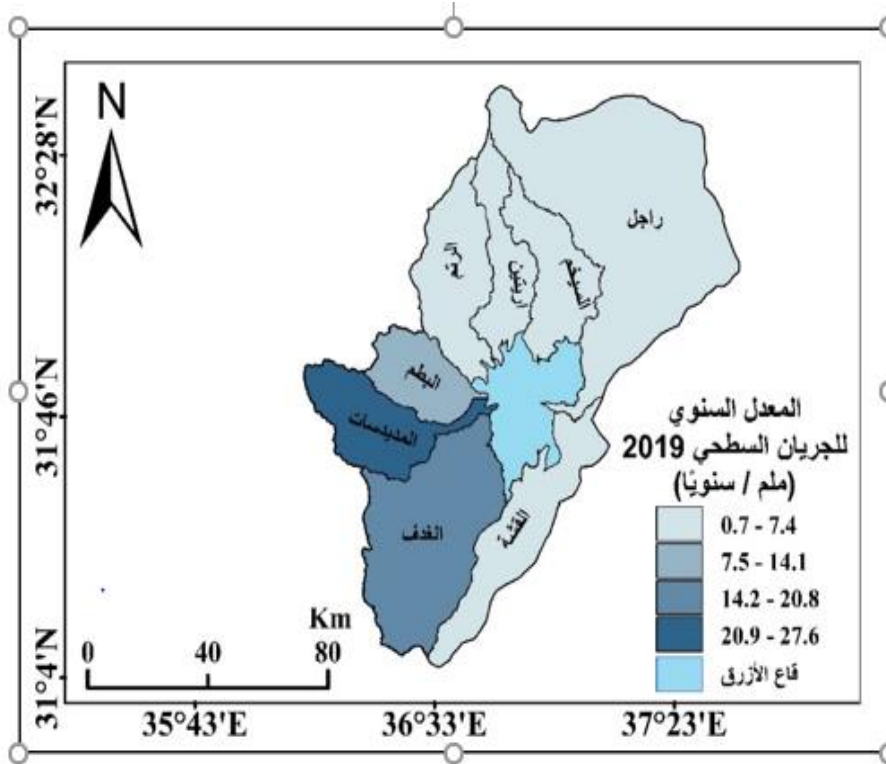 N
32°28'N
31°46'N
31°4'N
راجل
البطم
المديسات
الغدف
القشة
المعدل السنوي
للجريان السطحي 2019
(ملم / سنويًا)
0.7 - 7.4
7.5 - 14.1
14.2 - 20.8
20.9 - 27.6
قاع الأزرق
Km
0 40 80
35°43'E 36°33'E 37°23'E